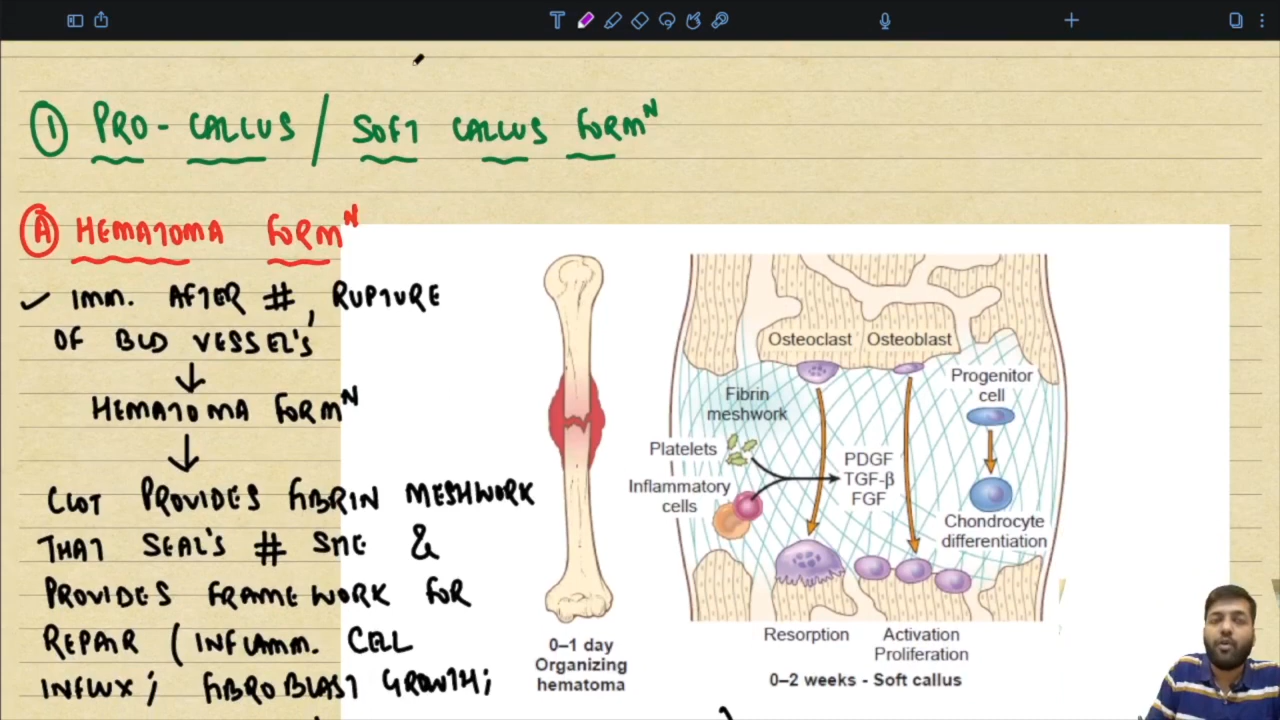 ① PRO-CALLUS / SOFT CALLUS FORMᴺ
Ⓐ HEMATOMA FORMᴺ
✓ IMM. AFTER #, RUPTURE
OF BLD VESSEL'S
↓
HEMATOMA FORMᴺ
↓
CLOT PROVIDES FIBRIN MESHWORK
THAT SEAL'S # SITE &
PROVIDES FRAMEWORK FOR
REPAIR (INFLAMM. CELL
INFLUX; FIBROBLAST GROWTH;
0–1 day
Organizing
hematoma
Osteoclast Osteoblast
Progenitor
cell
Fibrin
meshwork
Platelets
Inflammatory
cells
PDGF
TGF-β
FGF
Chondrocyte
differentiation
Resorption
Activation
Proliferation
0–2 weeks - Soft callus